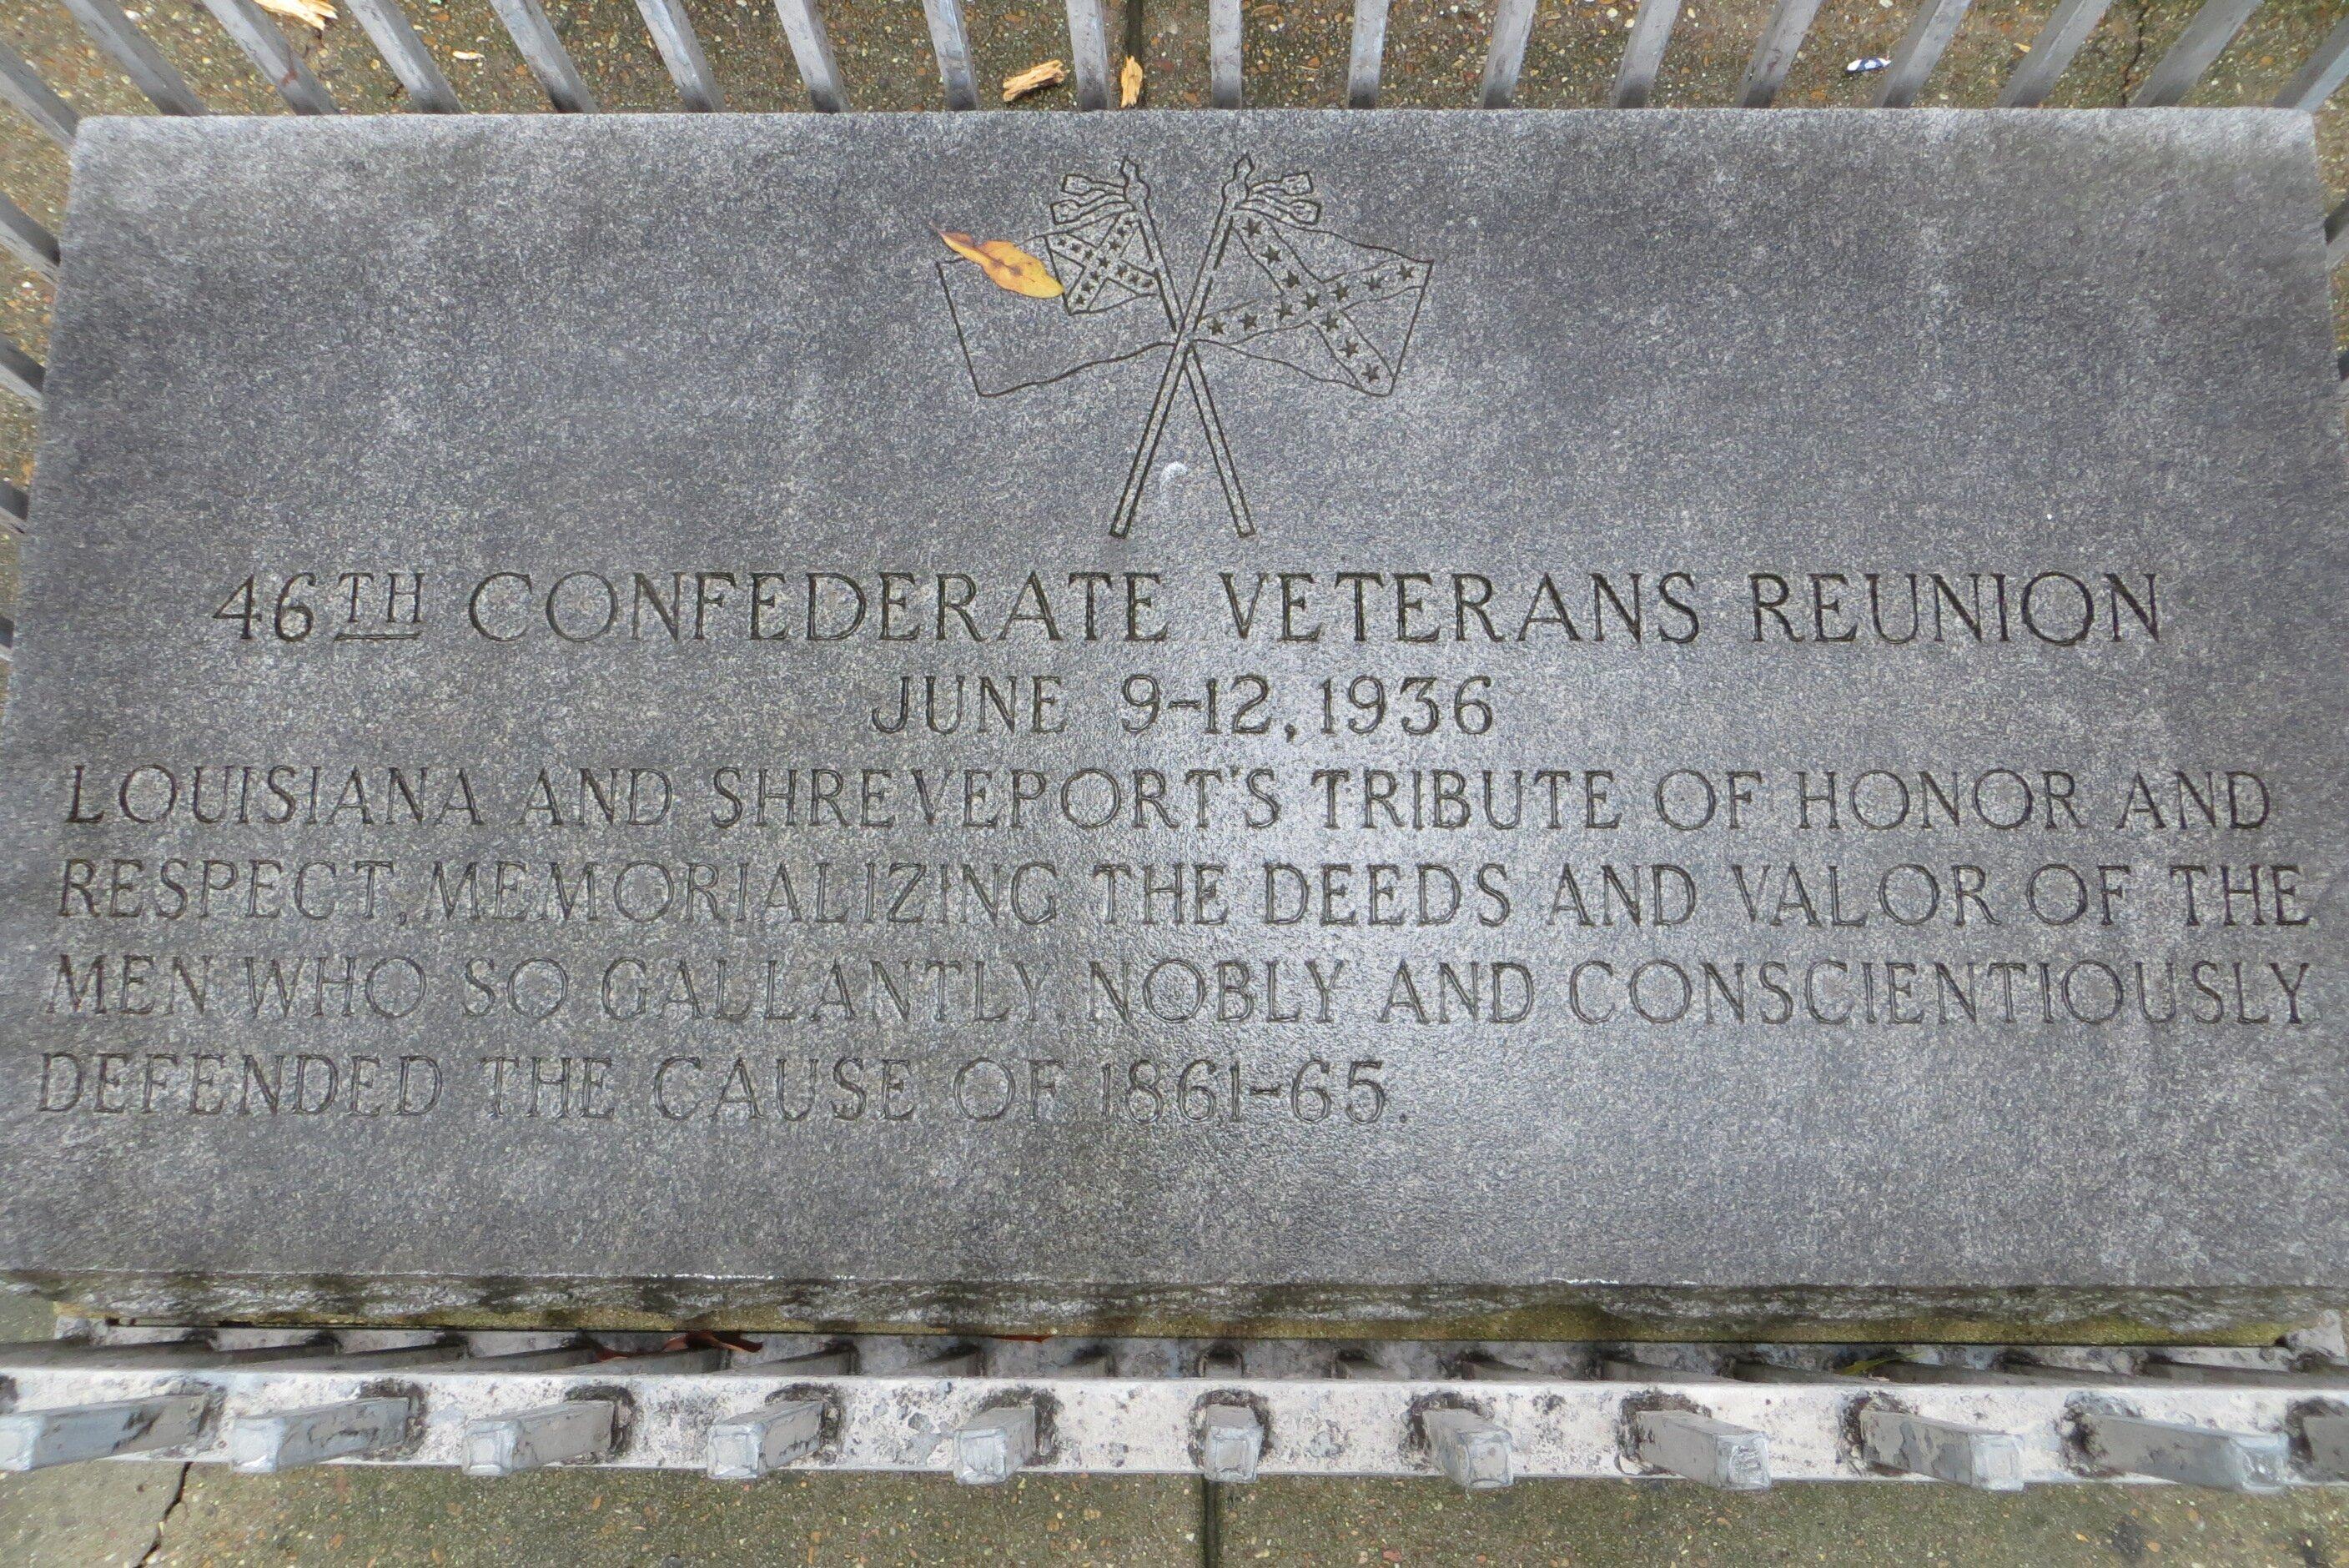 46TH CONFEDERATE VETERANS REUNION
JUNE 9-12, 1936
LOUISIANA AND SHREVEPORT'S TRIBUTE OF HONOR AND
RESPECT, MEMORIALIZING THE DEEDS AND VALOR OF THE
MEN WHO SO GALLANTLY, NOBLY AND CONSCIENTIOUSLY
DEFENDED THE CAUSE OF 1861-65.